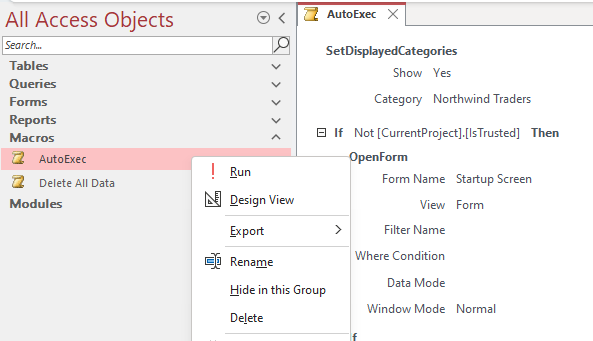 All Access Objects
Search...
Tables
Queries
Forms
Reports
Macros
AutoExec
Delete All Data
Modules
Run
Design View
Export
Rename
Hide in this Group
Delete
AutoExec
SetDisplayedCategories
Show Yes
Category Northwind Traders
If Not [CurrentProject].[IsTrusted] Then
OpenForm
Form Name Startup Screen
View Form
Filter Name
Where Condition
Data Mode
Window Mode Normal